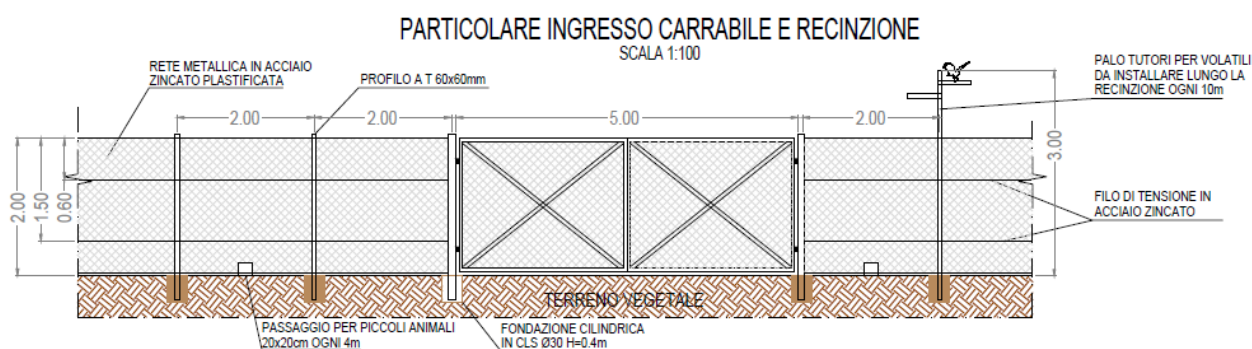 PARTICOLARE INGRESSO CARRABILE E RECINZIONE
SCALA 1:100
RETE METALLICA IN ACCIAIO
ZINCATO PLASTIFICATA
PROFILO A T 60x60mm
PALO TUTORI PER VOLATILI
DA INSTALLARE LUNGO LA
RECINZIONE OGNI 10m
2.00
2.00
5.00
2.00
3.00
2.00
1.50
0.60
FILO DI TENSIONE IN
ACCIAIO ZINCATO
TERRENO VEGETALE
PASSAGGIO PER PICCOLI ANIMALI
20x20cm OGNI 4m
FONDAZIONE CILINDRICA
IN CLS Ø30 H=0.4m